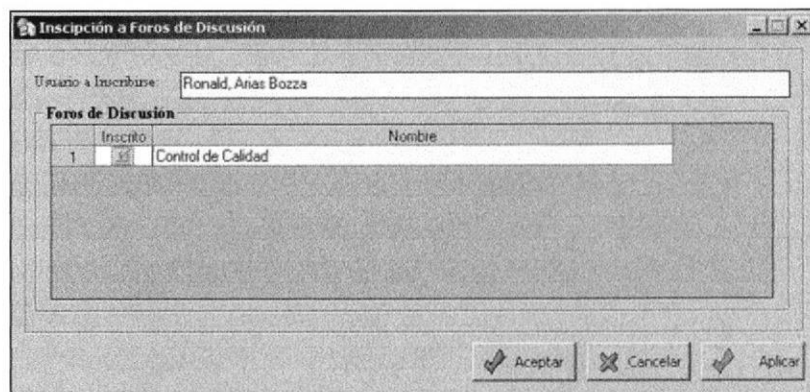 Inscipción a Foros de Discusión
Usuario a Inscribirse: Ronald, Arias Bozza
Foros de Discusión
Inscrito Nombre
1 Control de Calidad
Aceptar Cancelar Aplicar